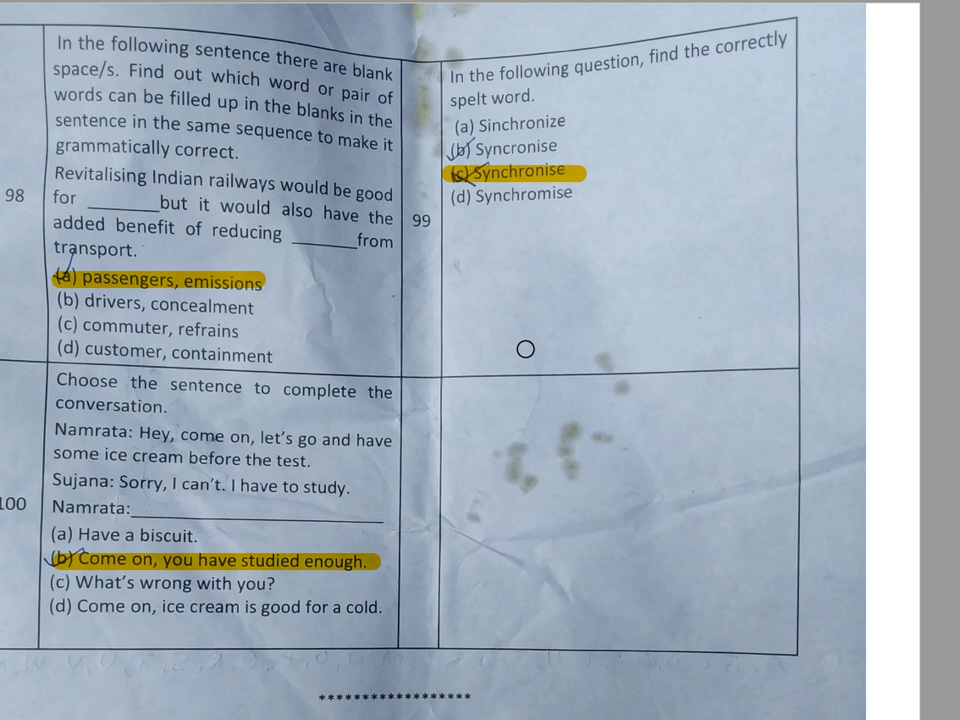 98
In the following sentence there are blank
space/s. Find out which word or pair of
words can be filled up in the blanks in the
sentence in the same sequence to make it
grammatically correct.
Revitalising Indian railways would be good
for ________but it would also have the
added benefit of reducing _______from
transport.
(a) passengers, emissions
(b) drivers, concealment
(c) commuter, refrains
(d) customer, containment
99
In the following question, find the correctly
spelt word.
(a) Sinchronize
(b) Syncronise
(c) Synchronise
(d) Synchromise
100
Choose the sentence to complete the
conversation.
Namrata: Hey, come on, let's go and have
some ice cream before the test.
Sujana: Sorry, I can't. I have to study.
Namrata:____________________________
(a) Have a biscuit.
(b) Come on, you have studied enough.
(c) What's wrong with you?
(d) Come on, ice cream is good for a cold.
******************